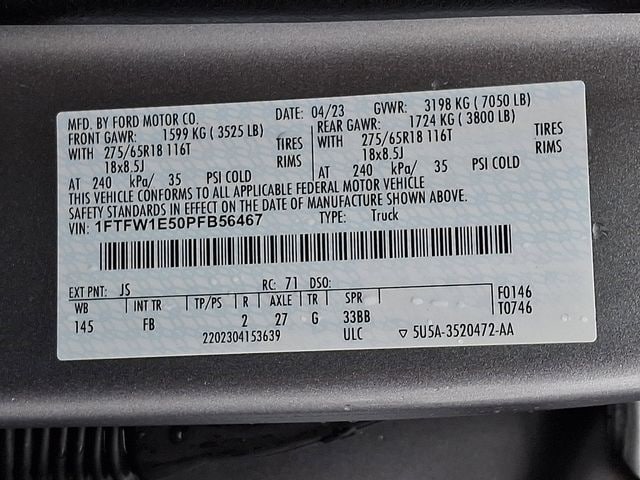 MFD. BY FORD MOTOR CO. DATE: 04/23 GVWR: 3198 KG ( 7050 LB)
FRONT GAWR: 1599 KG ( 3525 LB) REAR GAWR: 1724 KG ( 3800 LB)
WITH 275/65R18 116T TIRES WITH 275/65R18 116T TIRES
18x8.5J RIMS 18x8.5J RIMS
AT 240 kPa/ 35 PSI COLD AT 240 kPa/ 35 PSI COLD
THIS VEHICLE CONFORMS TO ALL APPLICABLE FEDERAL MOTOR VEHICLE
SAFETY STANDARDS IN EFFECT ON THE DATE OF MANUFACTURE SHOWN ABOVE.
VIN: 1FTFW1E50PFB56467 TYPE: Truck
EXT PNT: JS RC: 71 DSO:
WB INT TR TP/PS R AXLE TR SPR F0146
145 FB 2 27 G 33BB T0746
2202304153639 ULC ▽ 5U5A-3520472-AA